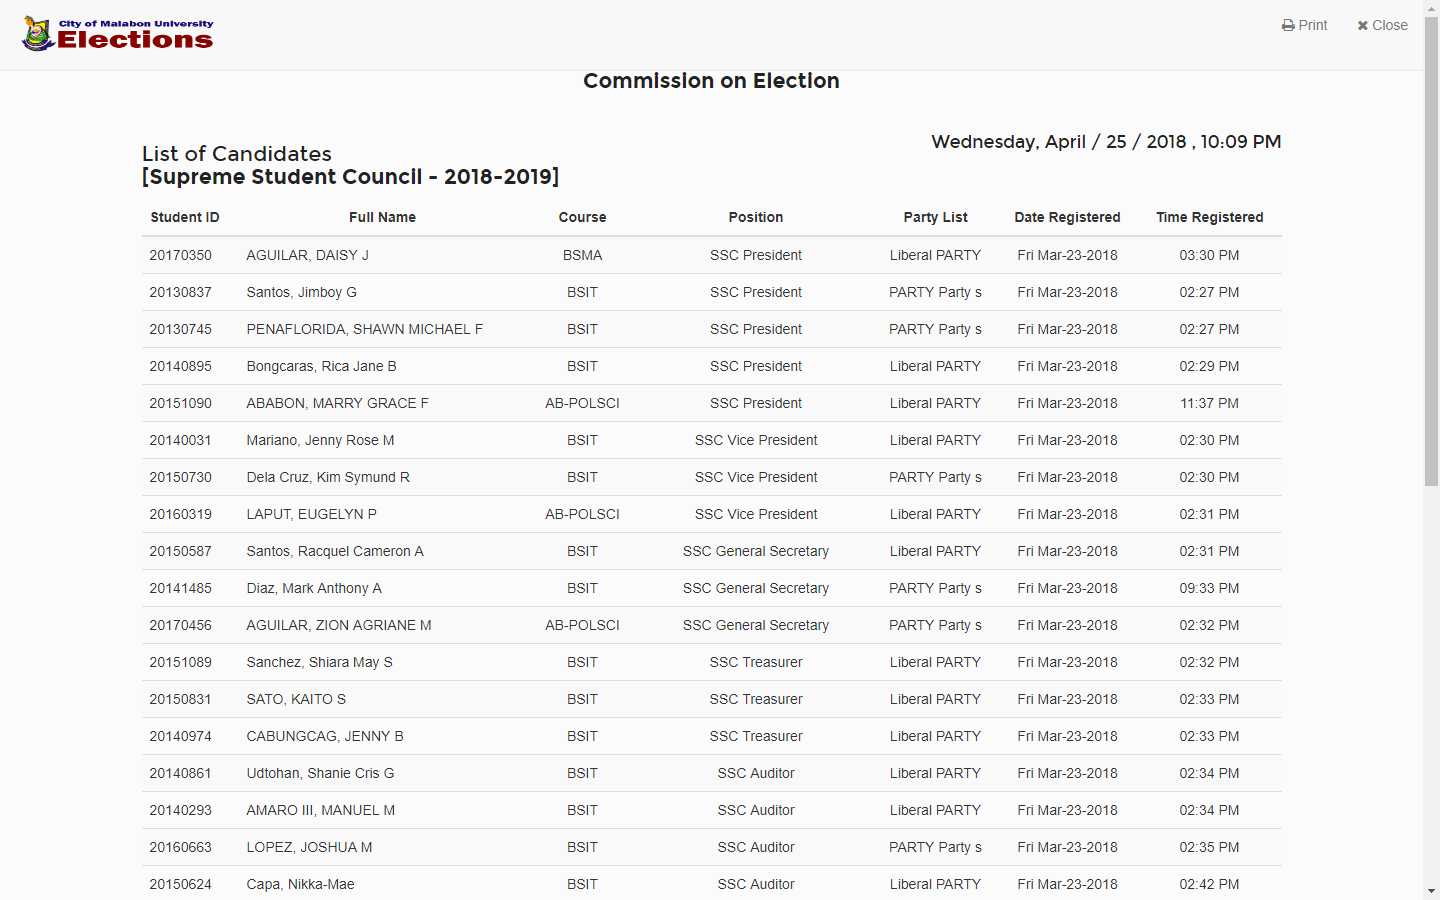 City of Malabon University
Elections
Print Close
Commission on Election
Wednesday, April / 25 / 2018 , 10:09 PM
List of Candidates
[Supreme Student Council - 2018-2019]
Student ID Full Name Course Position Party List Date Registered Time Registered
20170350 AGUILAR, DAISY J BSMA SSC President Liberal PARTY Fri Mar-23-2018 03:30 PM
20130837 Santos, Jimboy G BSIT SSC President PARTY Party s Fri Mar-23-2018 02:27 PM
20130745 PENAFLORIDA, SHAWN MICHAEL F BSIT SSC President PARTY Party s Fri Mar-23-2018 02:27 PM
20140895 Bongcaras, Rica Jane B BSIT SSC President Liberal PARTY Fri Mar-23-2018 02:29 PM
20151090 ABABON, MARRY GRACE F AB-POLSCI SSC President Liberal PARTY Fri Mar-23-2018 11:37 PM
20140031 Mariano, Jenny Rose M BSIT SSC Vice President Liberal PARTY Fri Mar-23-2018 02:30 PM
20150730 Dela Cruz, Kim Symund R BSIT SSC Vice President PARTY Party s Fri Mar-23-2018 02:30 PM
20160319 LAPUT, EUGELYN P AB-POLSCI SSC Vice President Liberal PARTY Fri Mar-23-2018 02:31 PM
20150587 Santos, Racquel Cameron A BSIT SSC General Secretary Liberal PARTY Fri Mar-23-2018 02:31 PM
20141485 Diaz, Mark Anthony A BSIT SSC General Secretary PARTY Party s Fri Mar-23-2018 09:33 PM
20170456 AGUILAR, ZION AGRIANE M AB-POLSCI SSC General Secretary PARTY Party s Fri Mar-23-2018 02:32 PM
20151089 Sanchez, Shiara May S BSIT SSC Treasurer Liberal PARTY Fri Mar-23-2018 02:32 PM
20150831 SATO, KAITO S BSIT SSC Treasurer Liberal PARTY Fri Mar-23-2018 02:33 PM
20140974 CABUNGCAG, JENNY B BSIT SSC Treasurer Liberal PARTY Fri Mar-23-2018 02:33 PM
20140861 Udtohan, Shanie Cris G BSIT SSC Auditor Liberal PARTY Fri Mar-23-2018 02:34 PM
20140293 AMARO III, MANUEL M BSIT SSC Auditor Liberal PARTY Fri Mar-23-2018 02:34 PM
20160663 LOPEZ, JOSHUA M BSIT SSC Auditor PARTY Party s Fri Mar-23-2018 02:35 PM
20150624 Capa, Nikka-Mae BSIT SSC Auditor Liberal PARTY Fri Mar-23-2018 02:42 PM